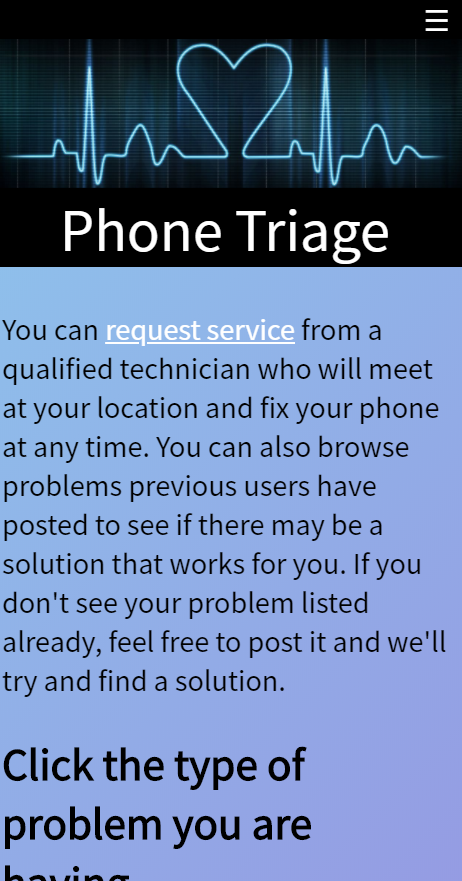 Phone Triage
You can request service from a
qualified technician who will meet
at your location and fix your phone
at any time. You can also browse
problems previous users have
posted to see if there may be a
solution that works for you. If you
don't see your problem listed
already, feel free to post it and we'll
try and find a solution.
Click the type of
problem you are
having